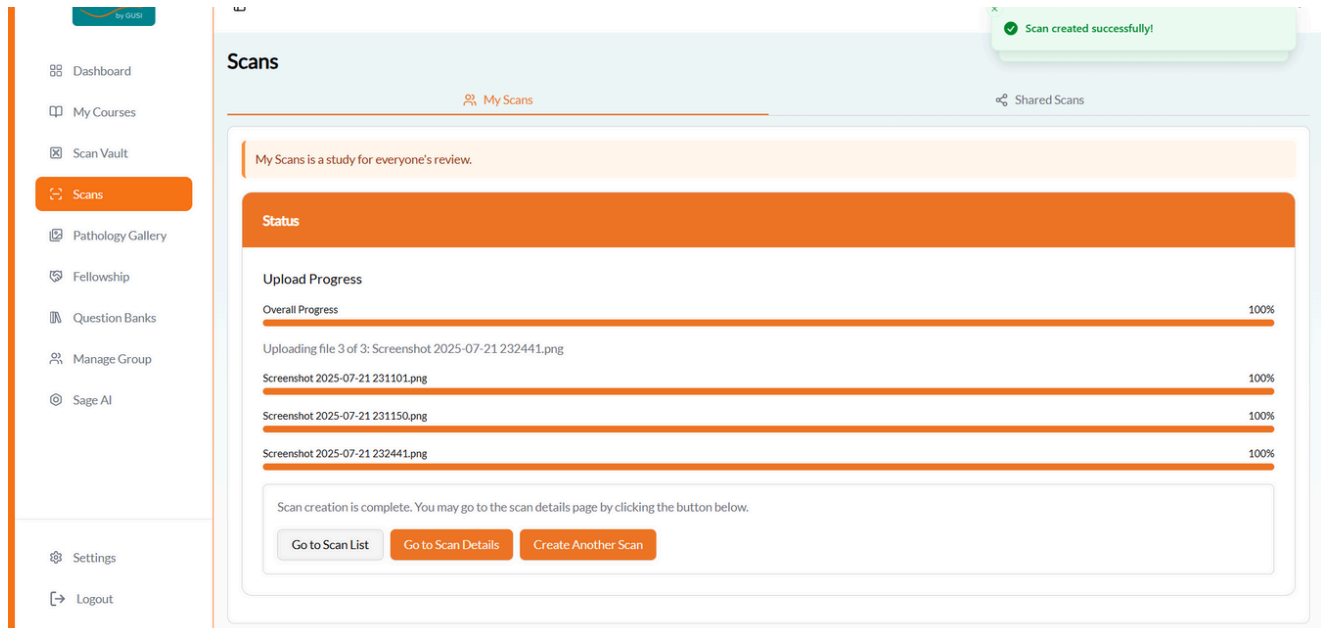 by GUSI
Scan created successfully!
Dashboard
My Courses
Scan Vault
Scans
Pathology Gallery
Fellowship
Question Banks
Manage Group
Sage AI
Settings
Logout
Scans
My Scans
Shared Scans
My Scans is a study for everyone's review.
Status
Upload Progress
Overall Progress 100%
Uploading file 3 of 3: Screenshot 2025-07-21 232441.png
Screenshot 2025-07-21 231101.png 100%
Screenshot 2025-07-21 231150.png 100%
Screenshot 2025-07-21 232441.png 100%
Scan creation is complete. You may go to the scan details page by clicking the button below.
Go to Scan List Go to Scan Details Create Another Scan